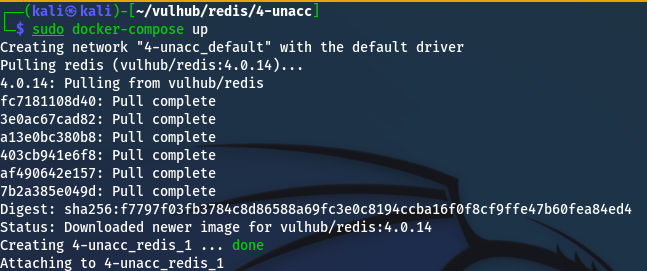 ┌──(kali㉿kali)-[~/vulhub/redis/4-unacc]
└─$ sudo docker-compose up
Creating network "4-unacc_default" with the default driver
Pulling redis (vulhub/redis:4.0.14)...
4.0.14: Pulling from vulhub/redis
fc7181108d40: Pull complete
3e0ac67cad82: Pull complete
a13e0bc380b8: Pull complete
403cb941e6f8: Pull complete
af490642e157: Pull complete
7b2a385e049d: Pull complete
Digest: sha256:f7797f03fb3784c8d86588a69fc3e0c8194ccba16f0f8cf9ffe47b60fea84ed4
Status: Downloaded newer image for vulhub/redis:4.0.14
Creating 4-unacc_redis_1 ... done
Attaching to 4-unacc_redis_1